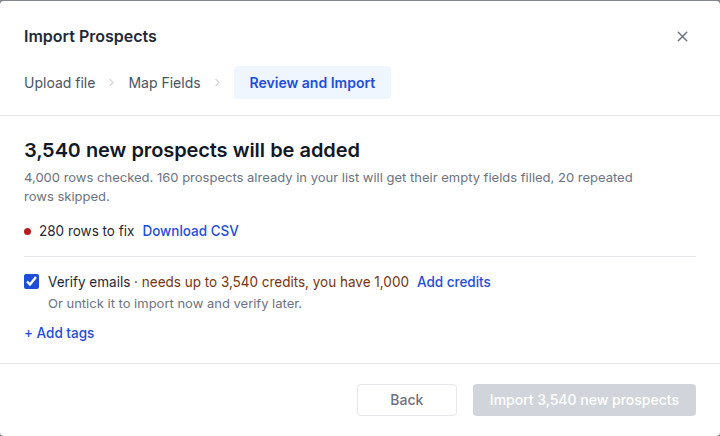 Import Prospects
Upload file
Map Fields
Review and Import
3,540 new prospects will be added
4,000 rows checked. 160 prospects already in your list will get their empty fields filled, 20 repeated
rows skipped.
280 rows to fix Download CSV
Verify emails · needs up to 3,540 credits, you have 1,000 Add credits
Or untick it to import now and verify later.
+ Add tags
Back
Import 3,540 new prospects